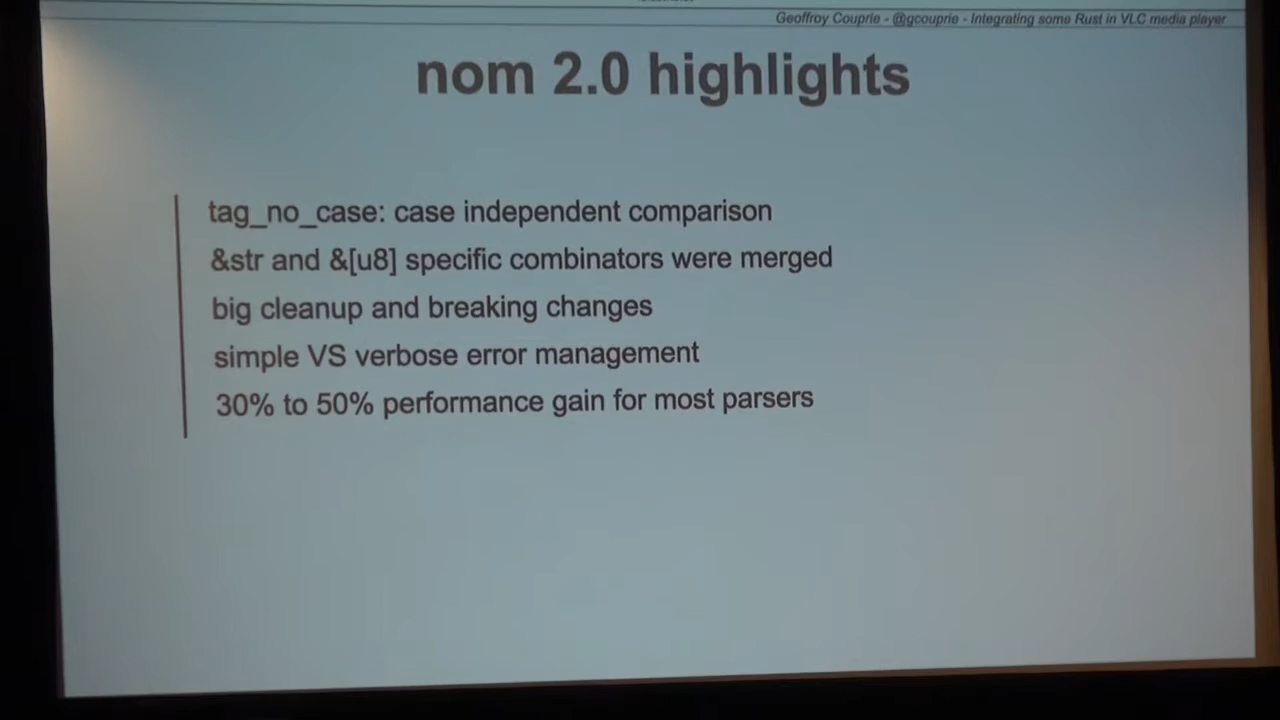 Geoffroy Couprie - @gcouprie - Integrating some Rust in VLC media player
nom 2.0 highlights
tag_no_case: case independent comparison
&str and &[u8] specific combinators were merged
big cleanup and breaking changes
simple VS verbose error management
30% to 50% performance gain for most parsers